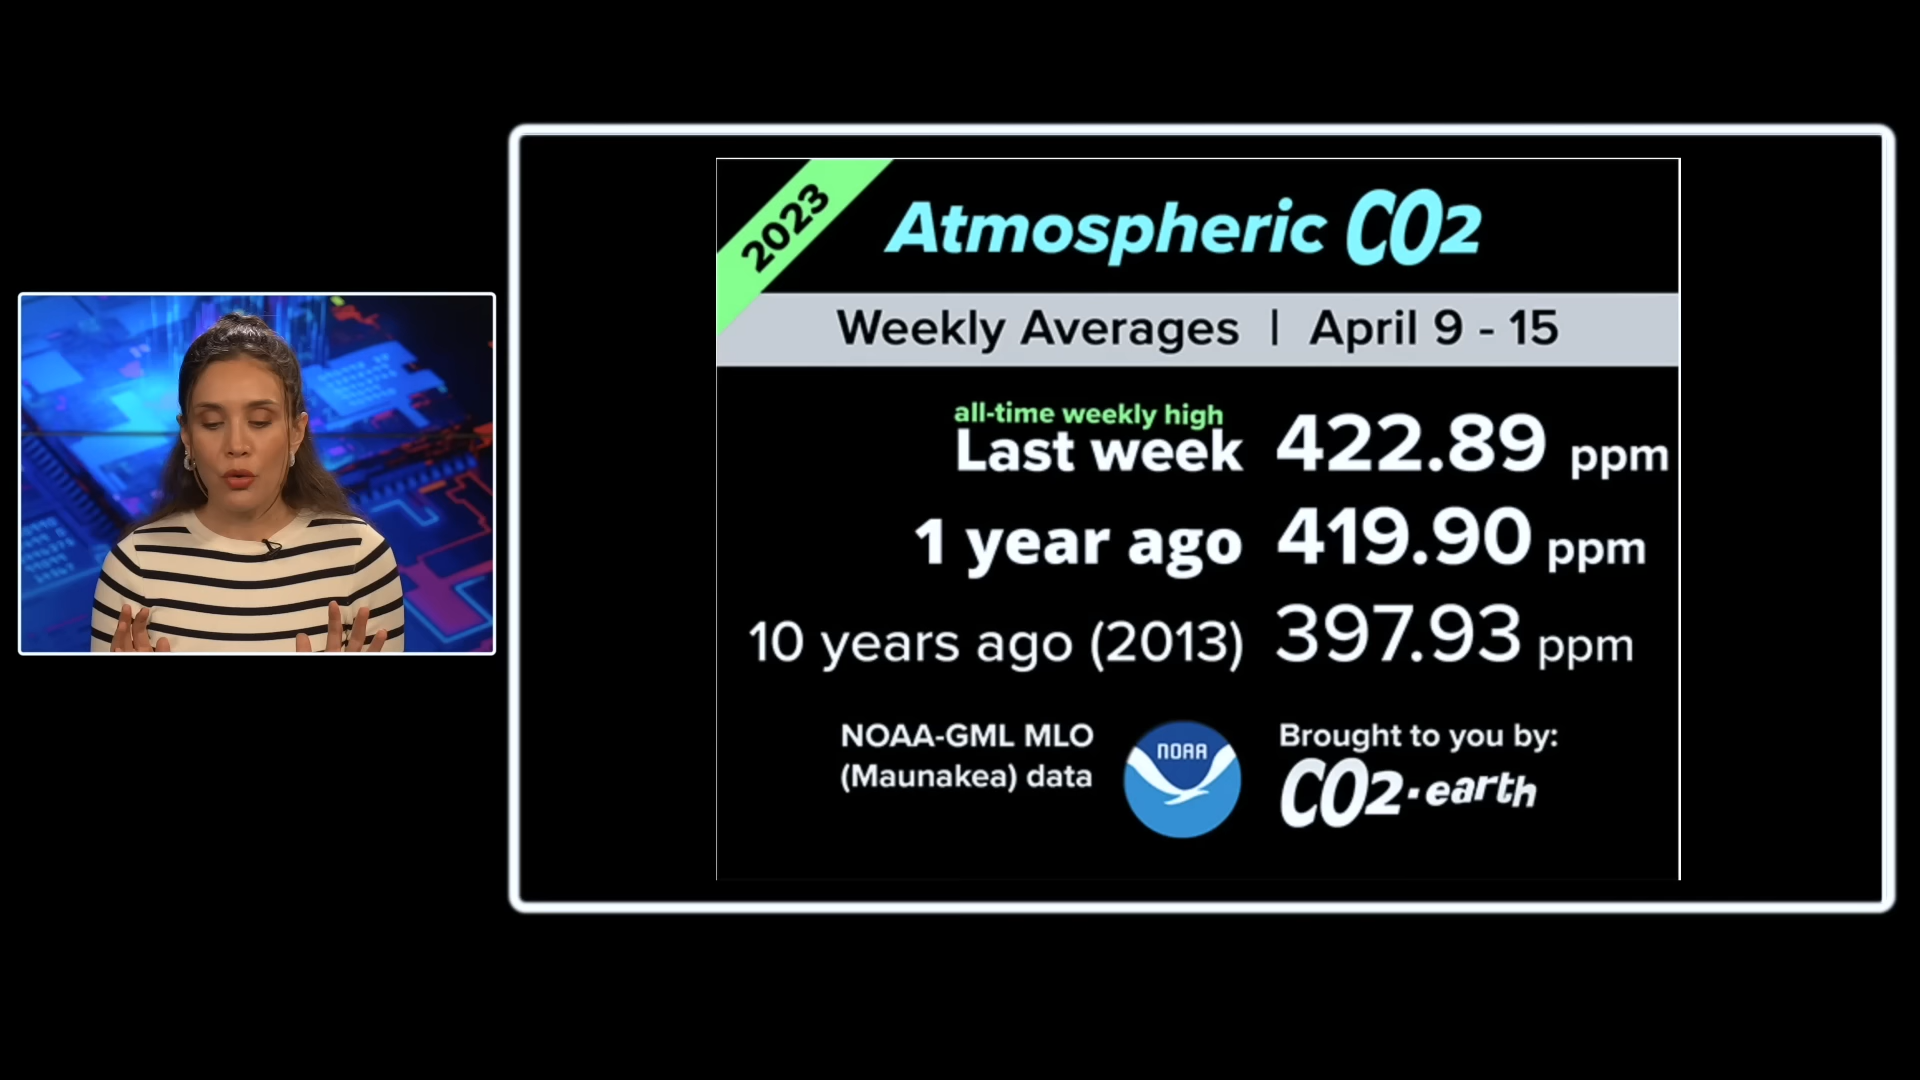 2023
Atmospheric CO2
Weekly Averages | April 9 - 15
all-time weekly high
Last week 422.89 ppm
1 year ago 419.90 ppm
10 years ago (2013) 397.93 ppm
NOAA-GML MLO
(Maunakea) data
NOAA
Brought to you by:
CO2·earth